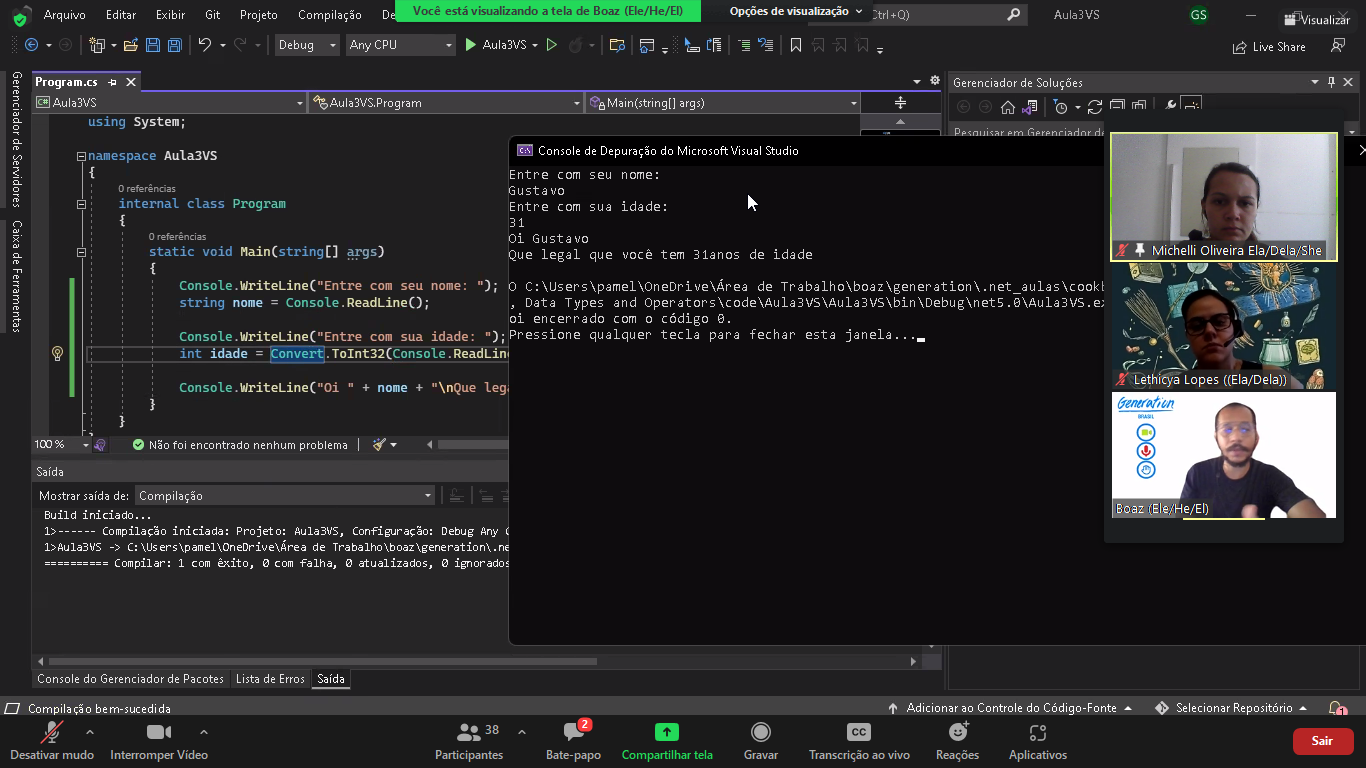 Arquivo Editar Exibir Git Projeto Compilação
Você está visualizando a tela de Boaz (Ele/He/El)
Opções de visualização
Ctrl+Q)
Aula3VS
GS
Visualizar
Debug
Any CPU
Aula3VS
Live Share
Gerenciador de Servidores
Caixa de Ferramentas
Program.cs
Aula3VS
Aula3VS.Program
Main(string[] args)
using System;
namespace Aula3VS
{
0 referências
internal class Program
{
0 referências
static void Main(string[] args)
{
Console.WriteLine("Entre com seu nome: ");
string nome = Console.ReadLine();
Console.WriteLine("Entre com sua idade: ");
int idade = Convert.ToInt32(Console.ReadLine
Console.WriteLine("Oi " + nome + "\nQue lega
}
}
100 %
Não foi encontrado nenhum problema
Saída
Mostrar saída de:
Compilação
Build iniciado...
1>------ Compilação iniciada: Projeto: Aula3VS, Configuração: Debug Any C
1>Aula3VS -> C:\Users\pamel\OneDrive\Área de Trabalho\boaz\generation\.ne
========== Compilar: 1 com êxito, 0 com falha, 0 atualizados, 0 ignorados
Console do Gerenciador de Pacotes
Lista de Erros
Saída
Console de Depuração do Microsoft Visual Studio
Entre com seu nome:
Gustavo
Entre com sua idade:
31
Oi Gustavo
Que legal que você tem 31anos de idade
O C:\Users\pamel\OneDrive\Área de Trabalho\boaz\generation\.net_aulas\cookb
, Data Types and Operators\code\Aula3VS\Aula3VS\bin\Debug\net5.0\Aula3VS.ex
oi encerrado com o código 0.
Pressione qualquer tecla para fechar esta janela...
Gerenciador de Soluções
Pesquisar em Gerenciador de
Michelli Oliveira Ela/Dela/She
Lethicya Lopes ((Ela/Dela))
Generation
BRASIL
Boaz (Ele/He/El)
Compilação bem-sucedida
Adicionar ao Controle do Código-Fonte
Selecionar Repositório
1
Desativar mudo
Interromper Vídeo
38
Participantes
2
Bate-papo
Compartilhar tela
Gravar
CC
Transcrição ao vivo
Reações
Aplicativos
Sair